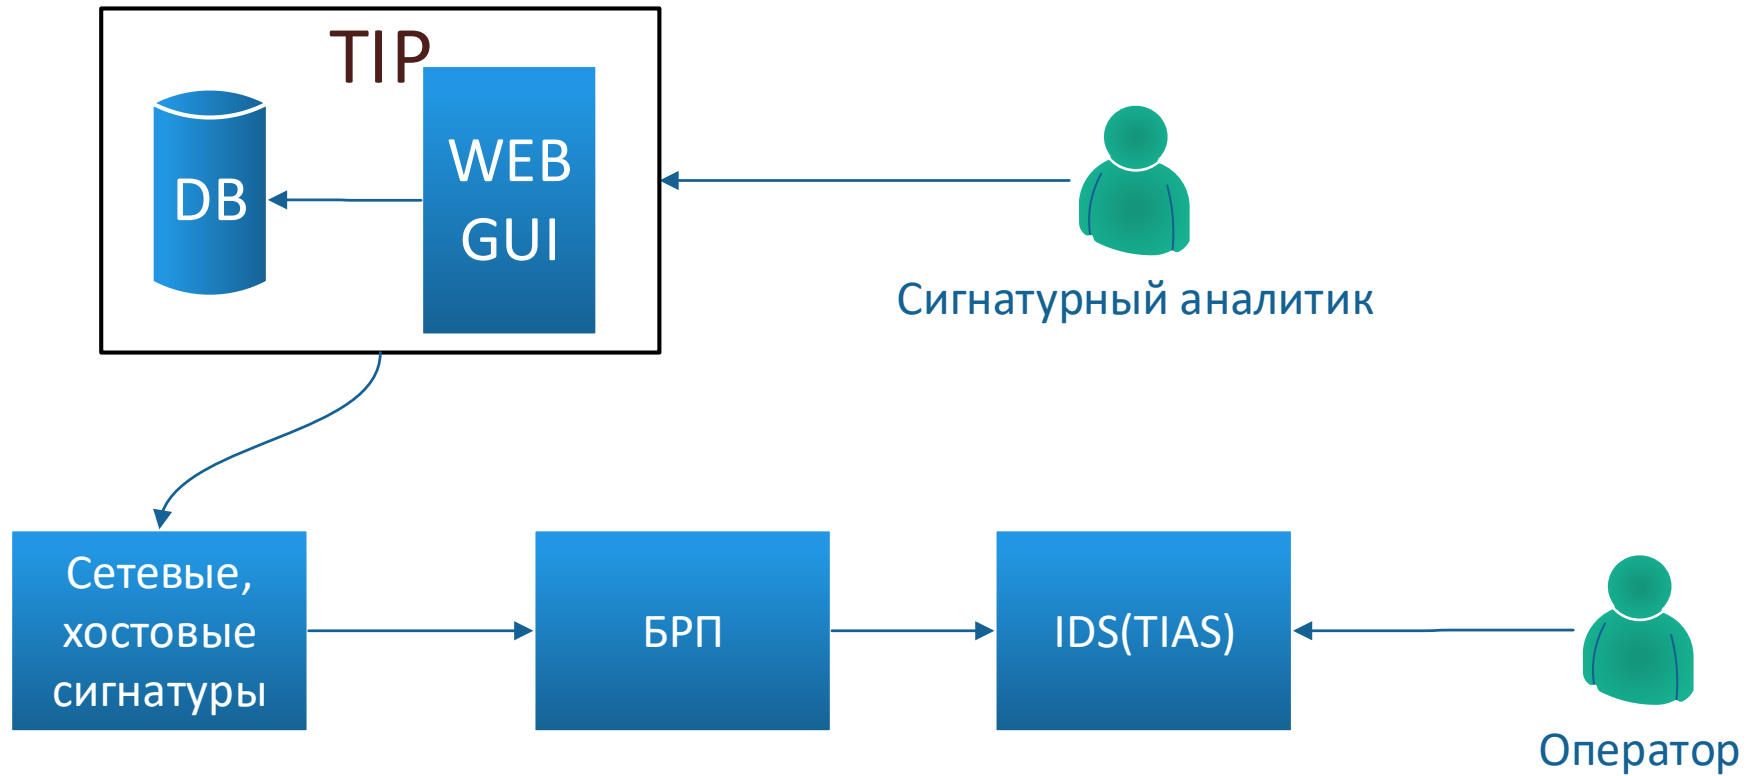 TIP
DB
WEB
GUI
Сигнатурный аналитик
Сетевые,
хостовые
сигнатуры
БРП
IDS(TIAS)
Оператор